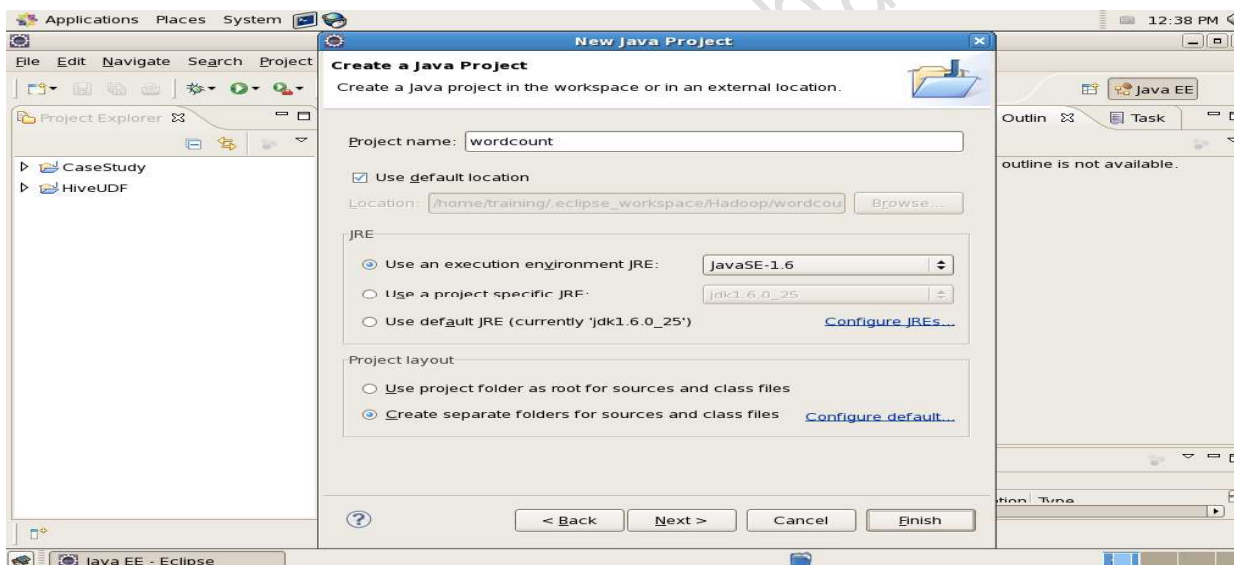 Applications Places System 12:38 PM
New Java Project
File Edit Navigate Search Project
Create a Java Project
Create a Java project in the workspace or in an external location.
Java EE
Project Explorer
Outlin Task
Project name: wordcount
outline is not available.
CaseStudy
Use default location
HiveUDF
Location: /home/training/.eclipse_workspace/Hadoop/wordcou Browse...
JRE
Use an execution environment JRE: JavaSE-1.6
Use a project specific JRE: jdk1.6.0_25
Use default JRE (currently 'jdk1.6.0_25') Configure JREs...
Project layout
Use project folder as root for sources and class files
Create separate folders for sources and class files Configure default...
tion Type
? < Back Next > Cancel Finish
Java EE - Eclipse